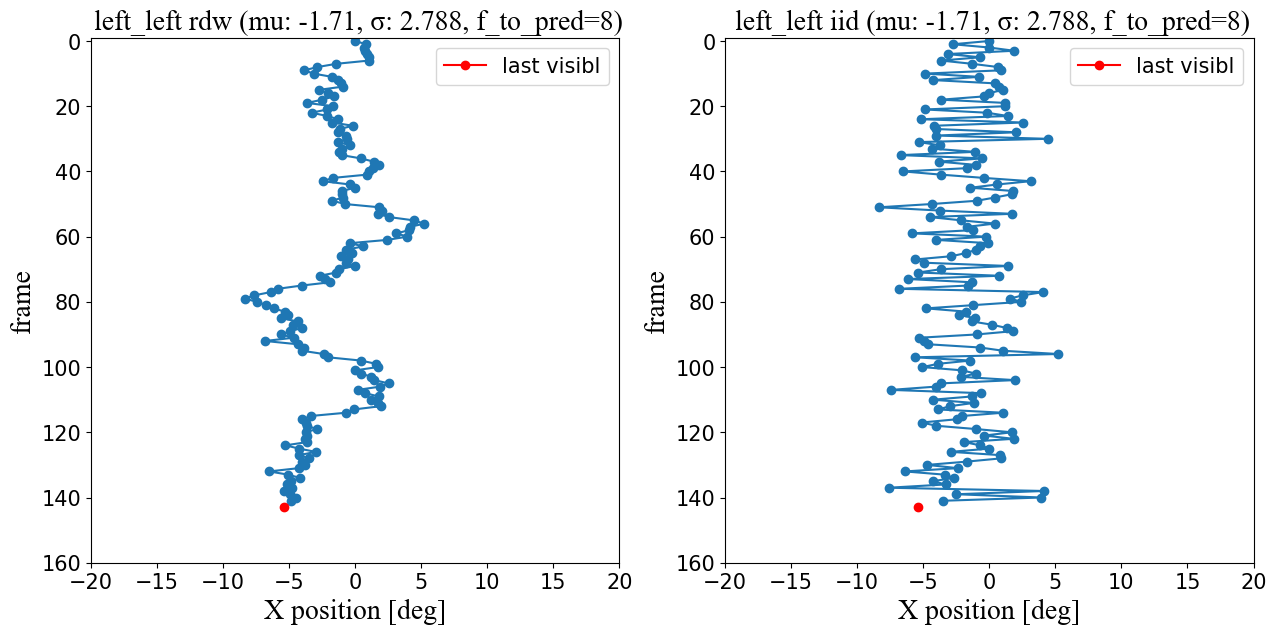 left_left rdw (mu: -1.71, σ: 2.788, f_to_pred=8)
last visibl
0
20
40
60
80
100
120
140
160
frame
−20 −15 −10 −5 0 5 10 15 20
X position [deg]
left_left iid (mu: -1.71, σ: 2.788, f_to_pred=8)
last visibl
0
20
40
60
80
100
120
140
160
frame
−20 −15 −10 −5 0 5 10 15 20
X position [deg]